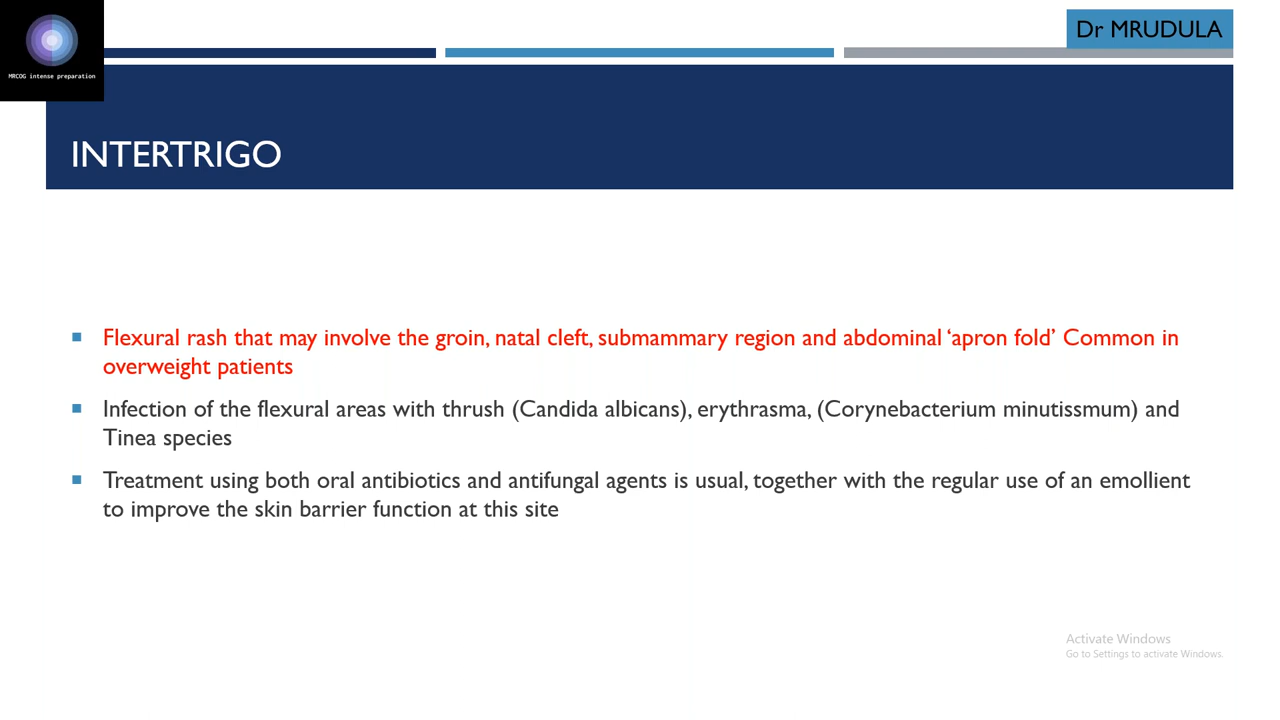 MRCOG intense preparation
Dr MRUDULA
INTERTRIGO
Flexural rash that may involve the groin, natal cleft, submammary region and abdominal ‘apron fold’ Common in
overweight patients
Infection of the flexural areas with thrush (Candida albicans), erythrasma, (Corynebacterium minutissmum) and
Tinea species
Treatment using both oral antibiotics and antifungal agents is usual, together with the regular use of an emollient
to improve the skin barrier function at this site
Activate Windows
Go to Settings to activate Windows.